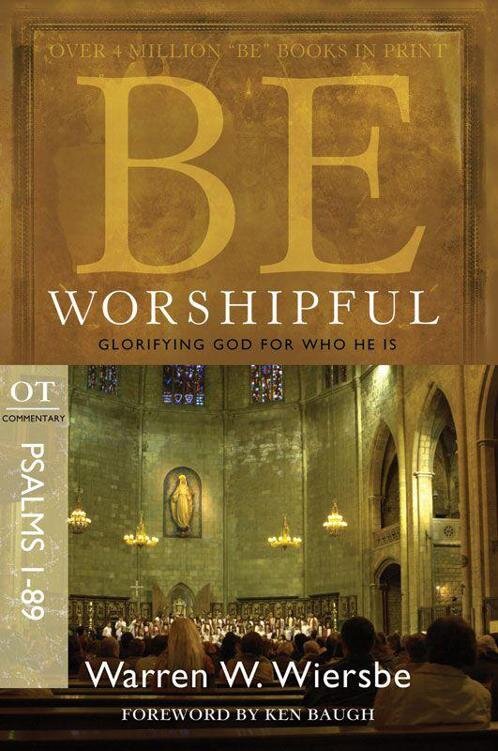 OVER 4 MILLION “BE” BOOKS IN PRINT
BE
WORSHIPFUL
GLORIFYING GOD FOR WHO HE IS
OT
COMMENTARY
PSALMS 1-89
Warren W. Wiersbe
FOREWORD BY KEN BAUGH